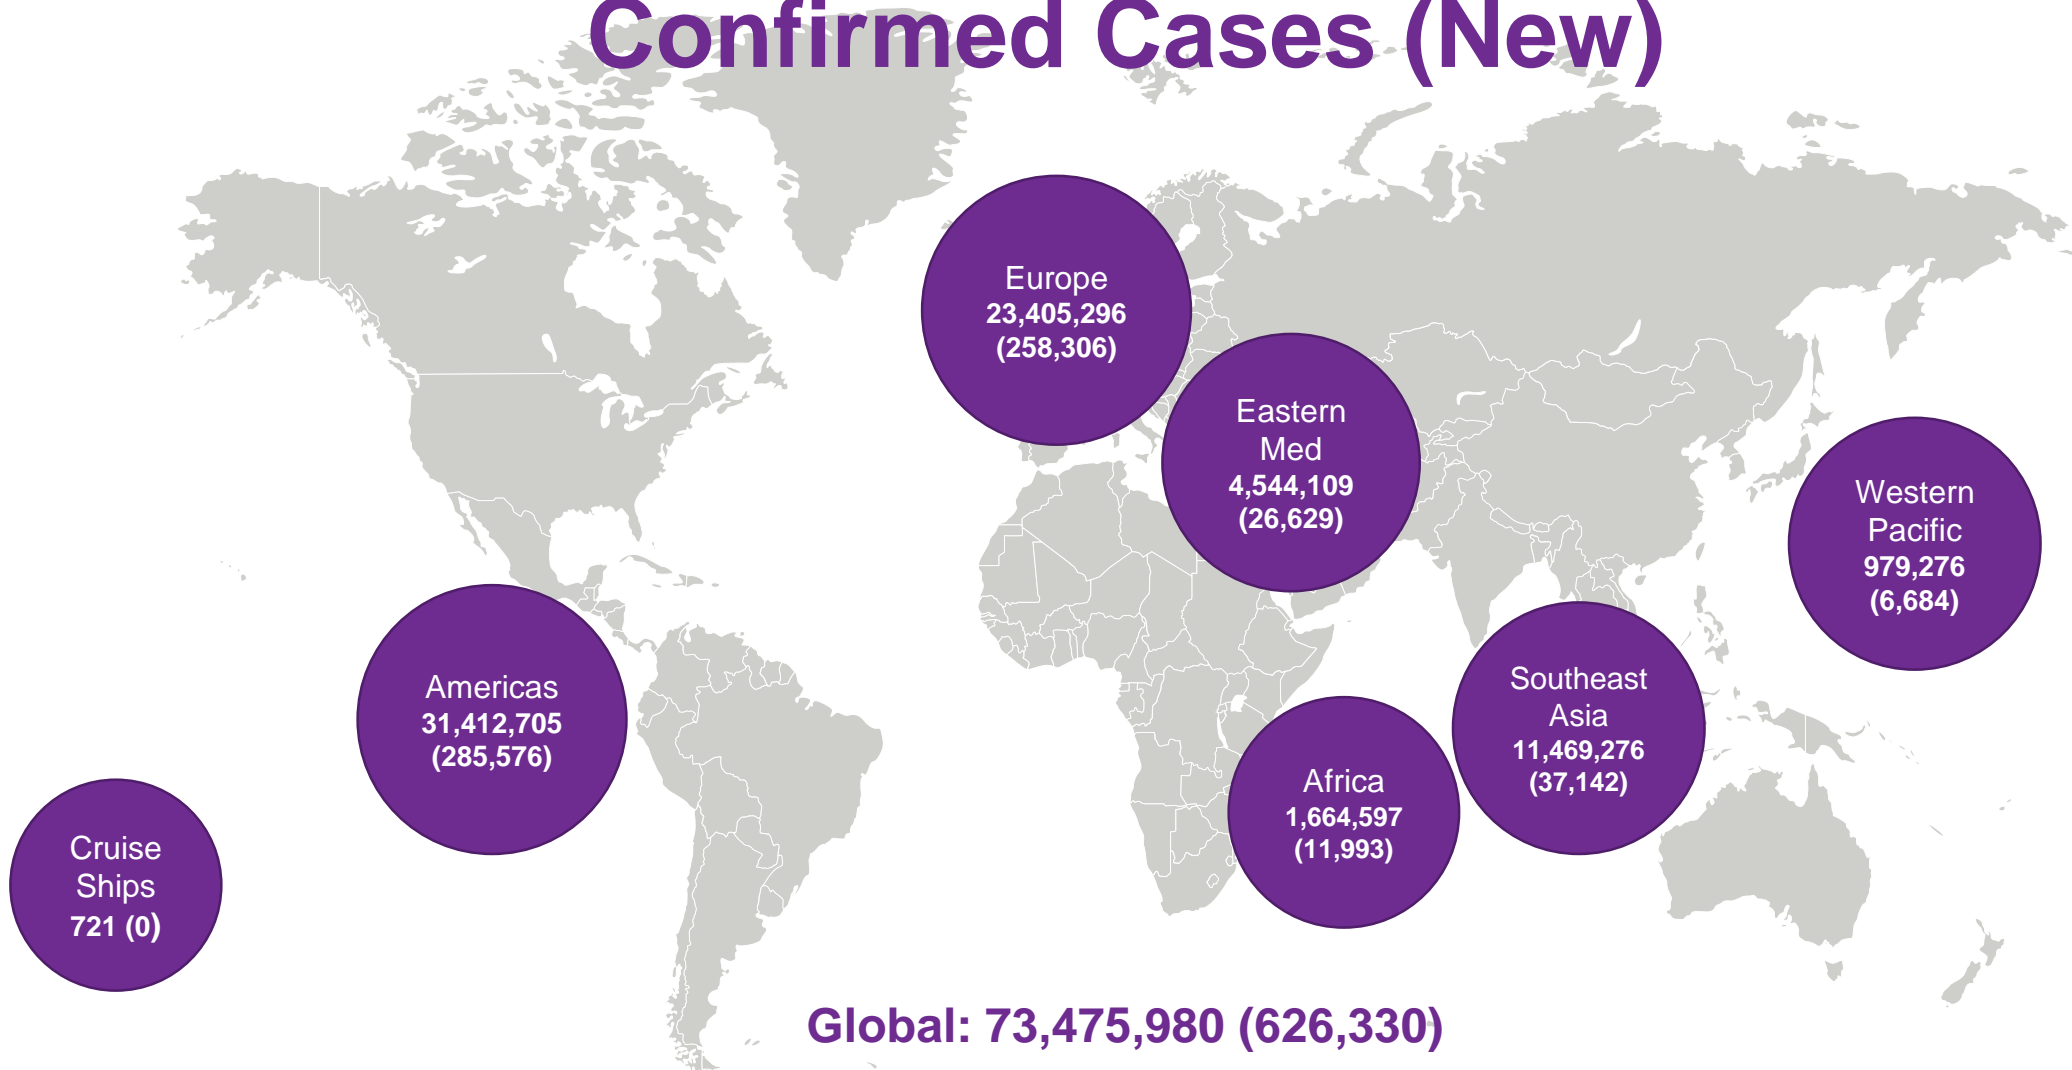 Confirmed Cases (New)
Europe
23,405,296
(258,306)
Eastern
Med
4,544,109
(26,629)
Western
Pacific
979,276
(6,684)
Americas
31,412,705
(285,576)
Southeast
Asia
11,469,276
(37,142)
Africa
1,664,597
(11,993)
Cruise
Ships
721 (0)
Global: 73,475,980 (626,330)